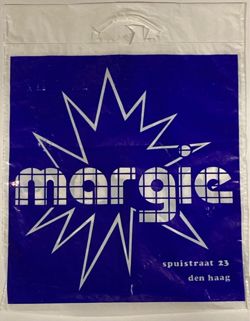 margie
spuistraat 23
den haag